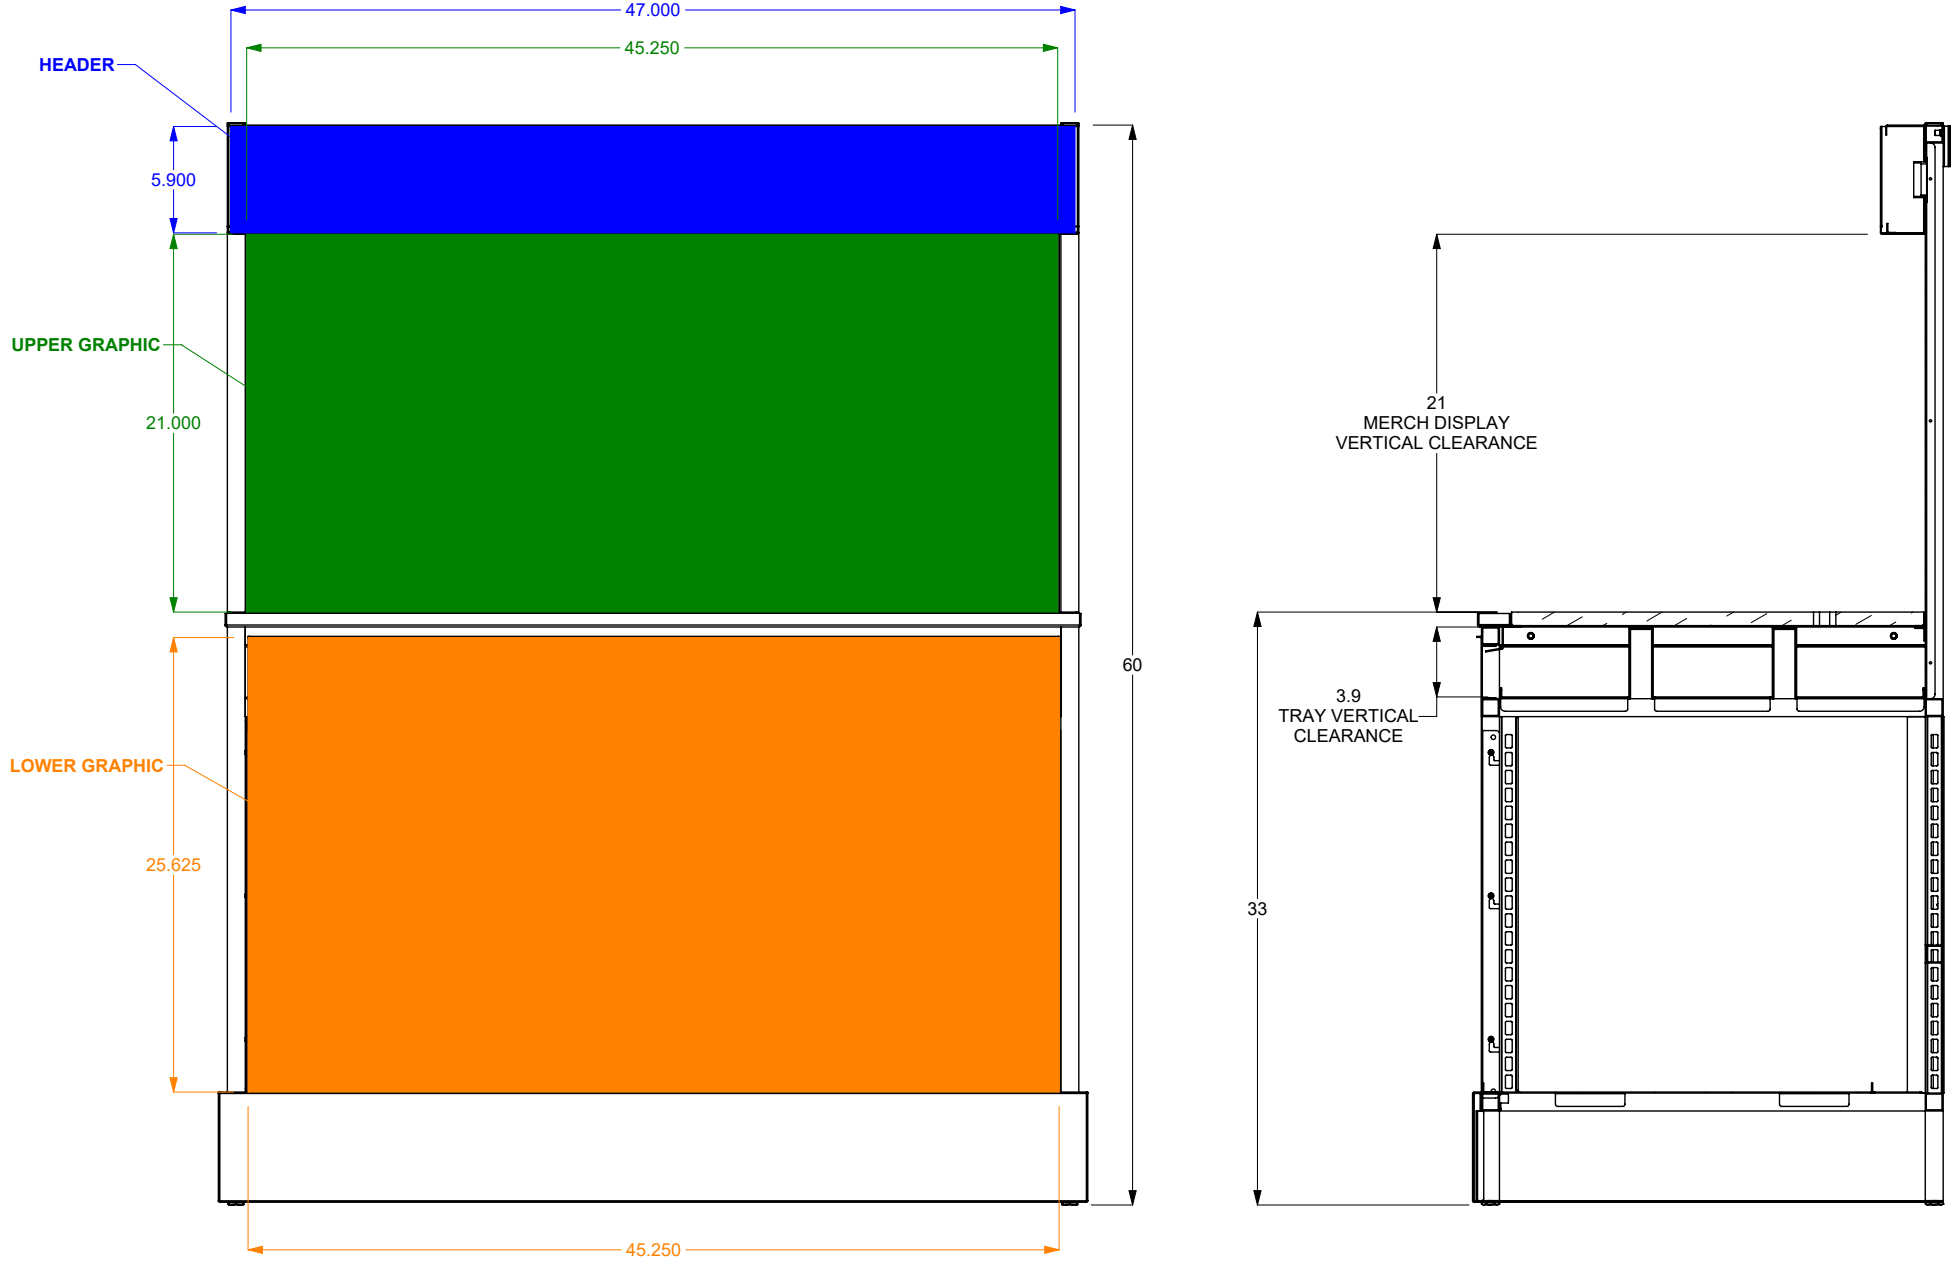 47.000
45.250
HEADER
5.900
UPPER GRAPHIC
21.000
21
MERCH DISPLAY
VERTICAL CLEARANCE
60
3.9
TRAY VERTICAL
CLEARANCE
LOWER GRAPHIC
25.625
33
45.250